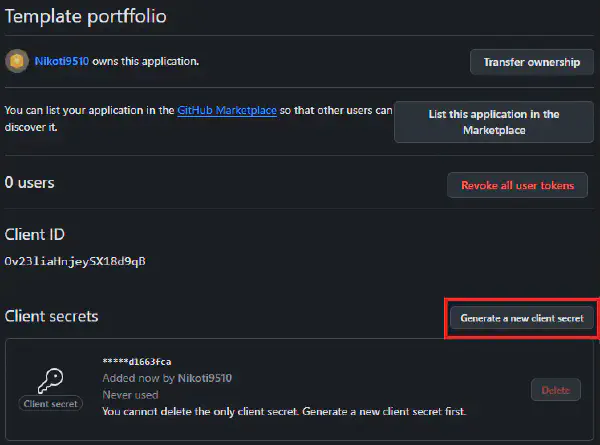 Template portffolio
Nikoti9510 owns this application.
Transfer ownership
You can list your application in the GitHub Marketplace so that other users can
discover it.
List this application in the
Marketplace
0 users
Revoke all user tokens
Client ID
Ov23liaHnjeySX18d9qB
Client secrets
Generate a new client secret
*****d1663fca
Added now by Nikoti9510
Never used
Client secret
You cannot delete the only client secret. Generate a new client secret first.
Delete